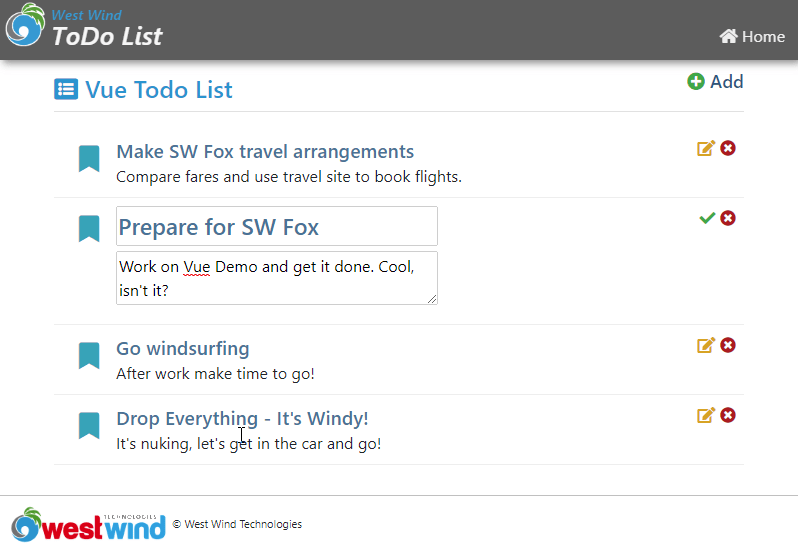 West Wind
ToDo List
Home
Vue Todo List
Add
Make SW Fox travel arrangements
Compare fares and use travel site to book flights.
Prepare for SW Fox
Work on Vue Demo and get it done. Cool,
isn't it?
Go windsurfing
After work make time to go!
Drop Everything - It's Windy!
It's nuking, let's get in the car and go!
TECHNOLOGIES
westwind
© West Wind Technologies